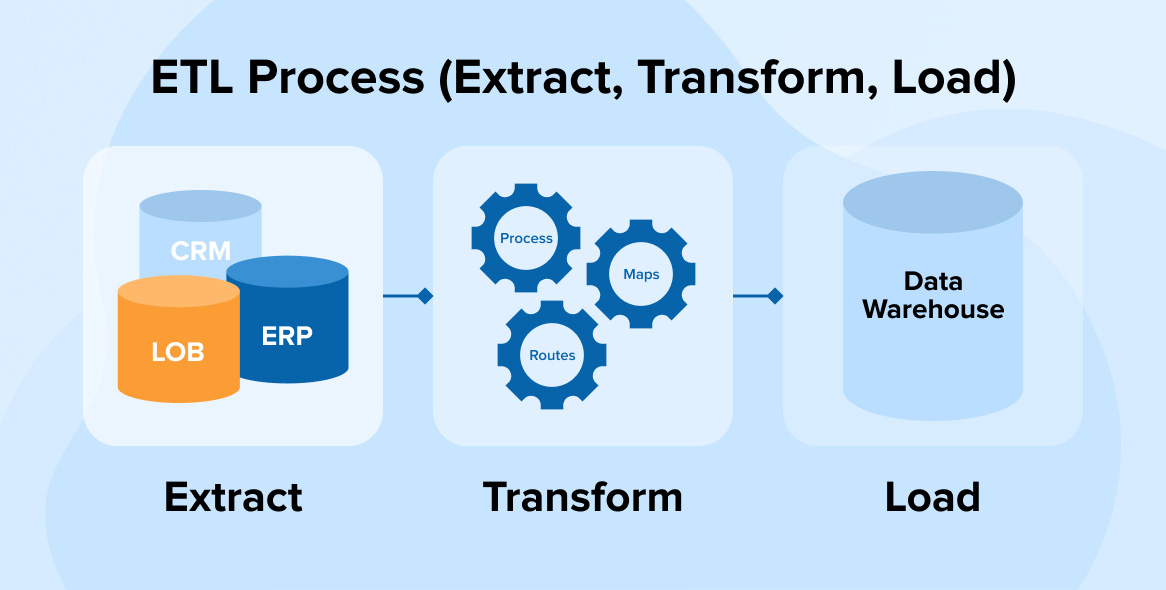 ETL Process (Extract, Transform, Load)
CRM
LOB
ERP
Process
Maps
Routes
Data
Warehouse
Extract
Transform
Load